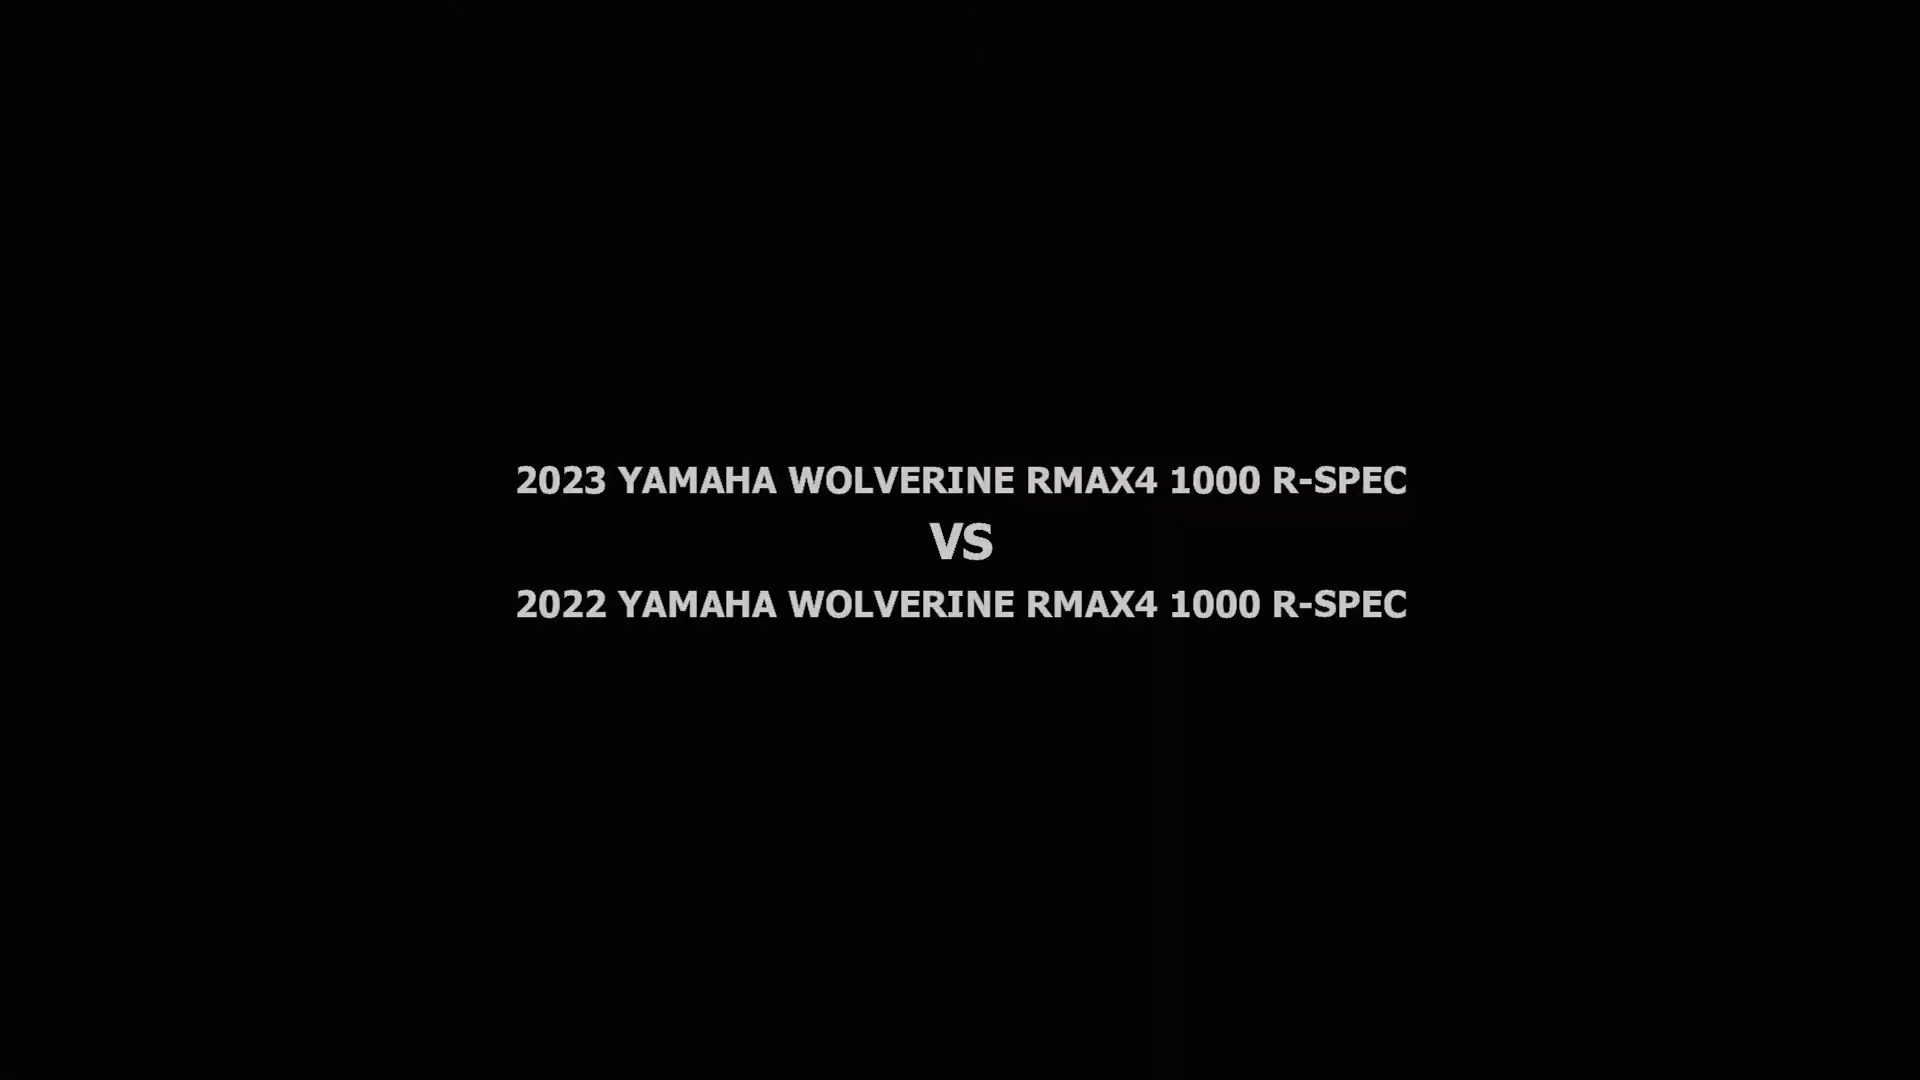 2023 YAMAHA WOLVERINE RMAX4 1000 R-SPEC
VS
2022 YAMAHA WOLVERINE RMAX4 1000 R-SPEC